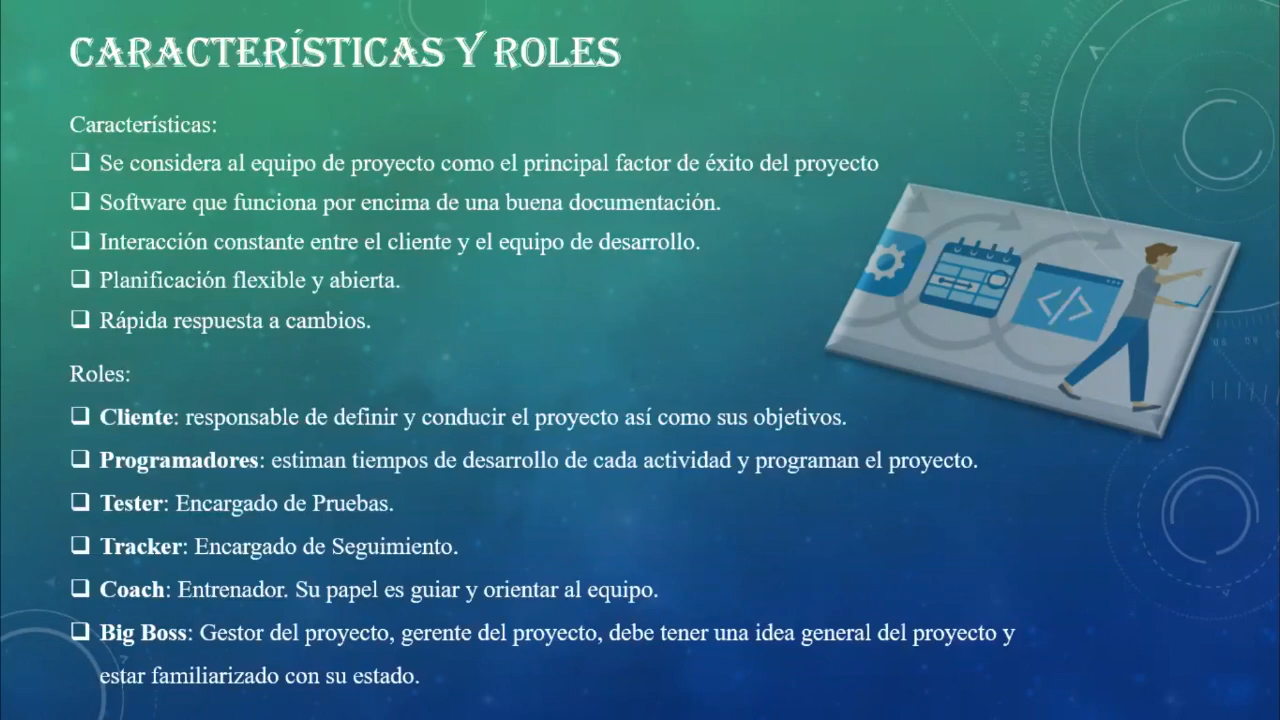 CARACTERÍSTICAS Y ROLES
Características:
❑ Se considera al equipo de proyecto como el principal factor de éxito del proyecto
❑ Software que funciona por encima de una buena documentación.
❑ Interacción constante entre el cliente y el equipo de desarrollo.
❑ Planificación flexible y abierta.
❑ Rápida respuesta a cambios.
Roles:
❑ Cliente: responsable de definir y conducir el proyecto así como sus objetivos.
❑ Programadores: estiman tiempos de desarrollo de cada actividad y programan el proyecto.
❑ Tester: Encargado de Pruebas.
❑ Tracker: Encargado de Seguimiento.
❑ Coach: Entrenador. Su papel es guiar y orientar al equipo.
❑ Big Boss: Gestor del proyecto, gerente del proyecto, debe tener una idea general del proyecto y
estar familiarizado con su estado.